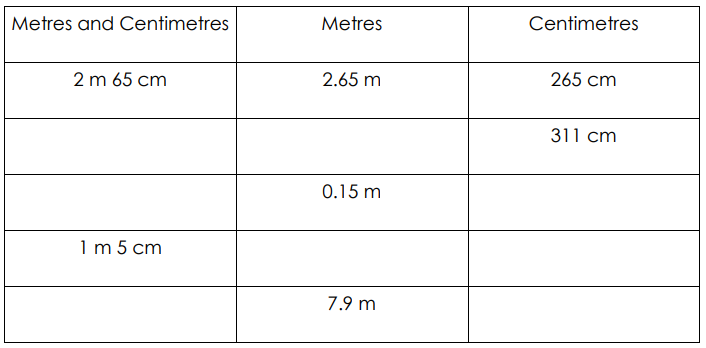 Metres and Centimetres Metres Centimetres
2 m 65 cm 2.65 m 265 cm
311 cm
0.15 m
1 m 5 cm
7.9 m